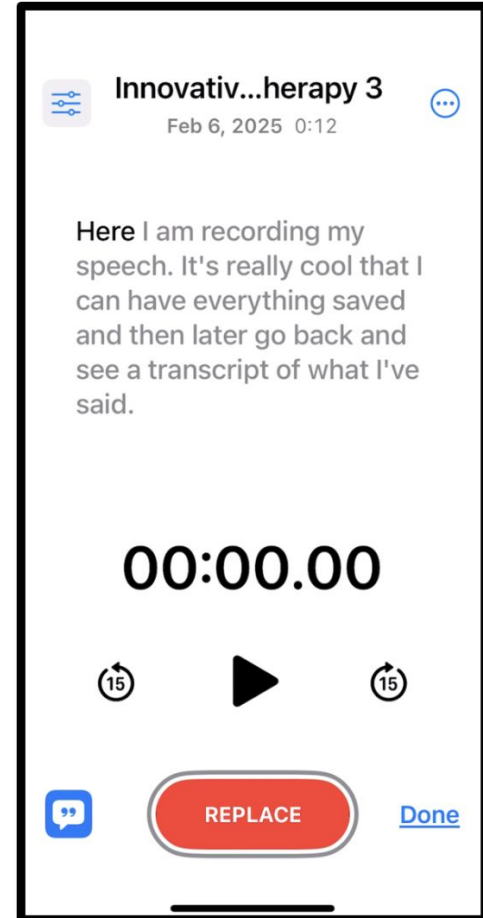 Innovativ...herapy 3
Feb 6, 2025 0:12
Here I am recording my
speech. It's really cool that I
can have everything saved
and then later go back and
see a transcript of what I've
said.
00:00.00
15 15
REPLACE
Done